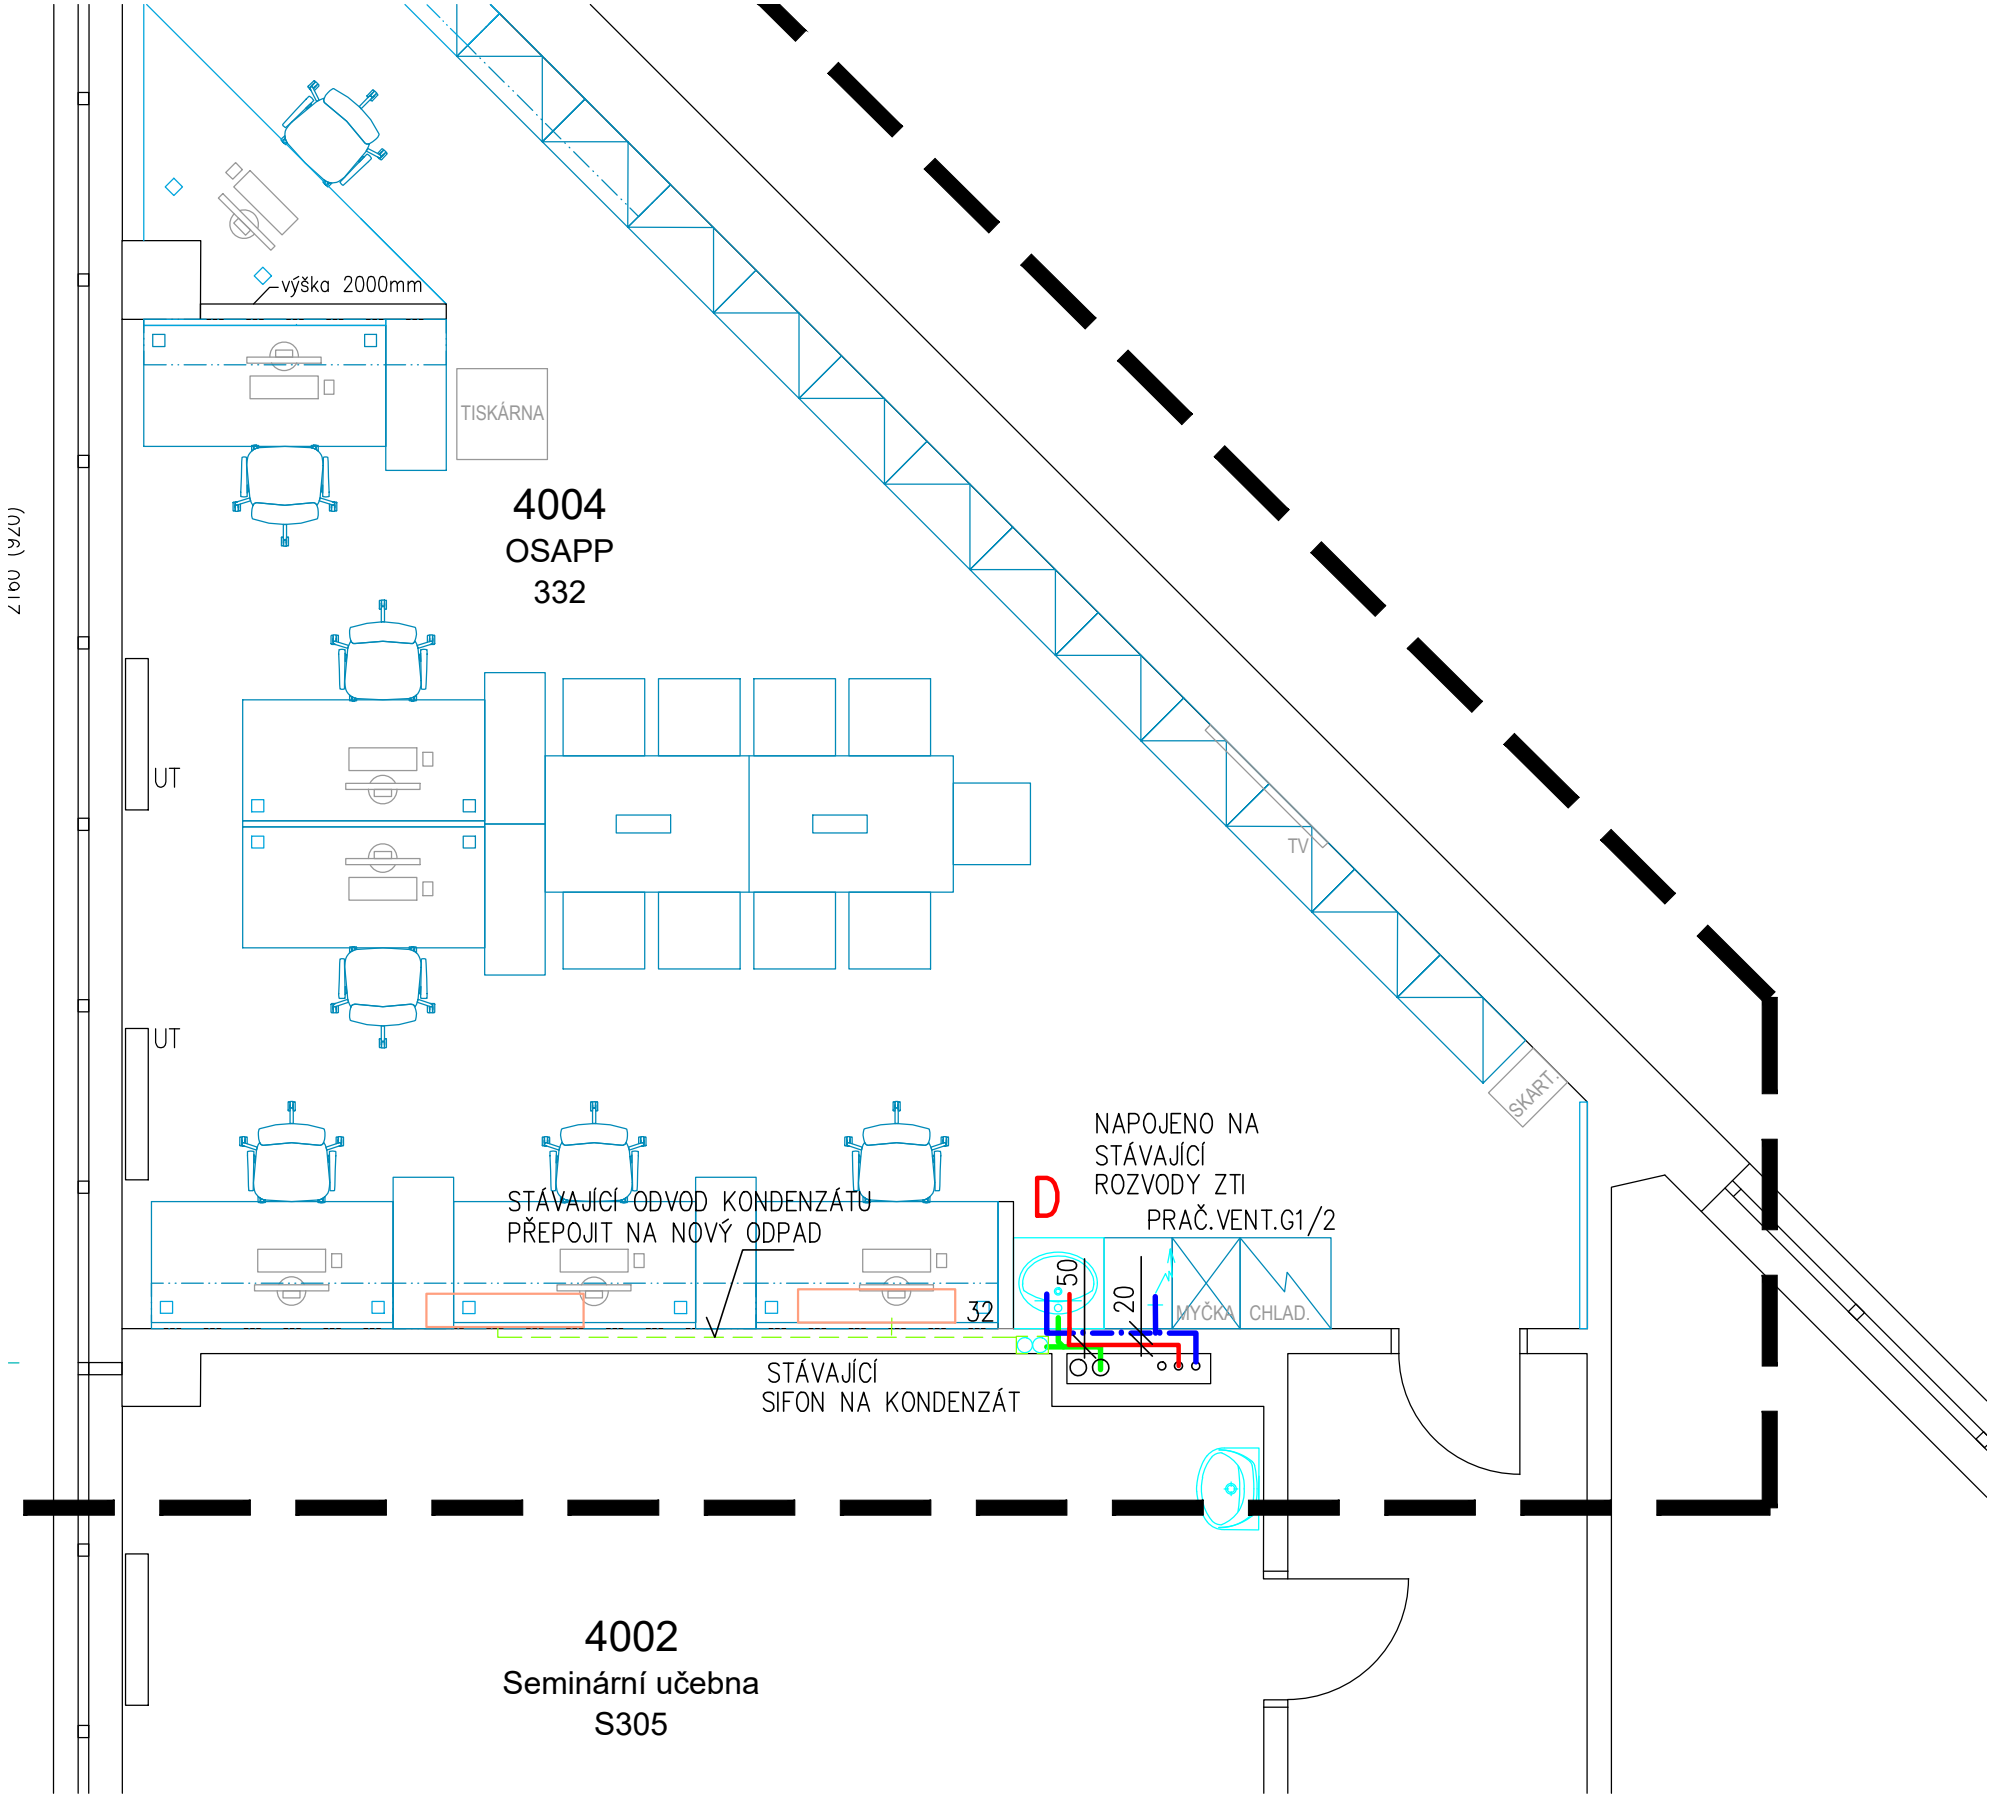 výška 2000mm
TISKÁRNA
4004
OSAPP
332
2160 (920)
UT
TV
UT
SKART.
NAPOJENO NA
STÁVAJÍCÍ
ROZVODY ZTI
D
PRAČ.VENT.G1/2
STÁVAJÍCÍ ODVOD KONDENZÁTU
PŘEPOJIT NA NOVÝ ODPAD
50
20
32
MYČKA
CHLAD.
STÁVAJÍCÍ
SIFON NA KONDENZÁT
4002
Seminární učebna
S305